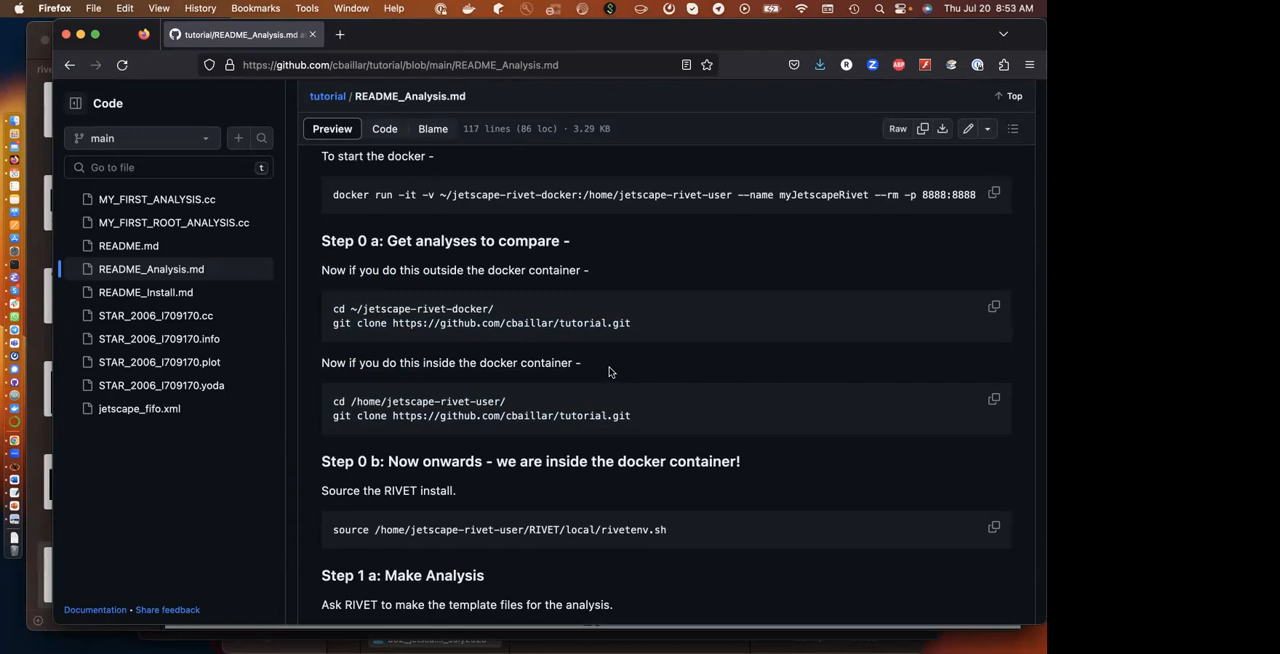 Firefox File Edit View History Bookmarks Tools Window Help
Thu Jul 20 8:53 AM
tutorial/README_Analysis.md a
https://github.com/cbaillar/tutorial/blob/main/README_Analysis.md
Code
tutorial / README_Analysis.md
Top
main
Preview Code Blame 117 lines (86 loc) · 3.29 KB
Raw
Go to file t
MY_FIRST_ANALYSIS.cc
MY_FIRST_ROOT_ANALYSIS.cc
README.md
README_Analysis.md
README_Install.md
STAR_2006_I709170.cc
STAR_2006_I709170.info
STAR_2006_I709170.plot
STAR_2006_I709170.yoda
jetscape_fifo.xml
Documentation • Share feedback
To start the docker -
docker run -it -v ~/jetscape-rivet-docker:/home/jetscape-rivet-user --name myJetscapeRivet --rm -p 8888:8888
Step 0 a: Get analyses to compare -
Now if you do this outside the docker container -
cd ~/jetscape-rivet-docker/
git clone https://github.com/cbaillar/tutorial.git
Now if you do this inside the docker container -
cd /home/jetscape-rivet-user/
git clone https://github.com/cbaillar/tutorial.git
Step 0 b: Now onwards - we are inside the docker container!
Source the RIVET install.
source /home/jetscape-rivet-user/RIVET/local/rivetenv.sh
Step 1 a: Make Analysis
Ask RIVET to make the template files for the analysis.